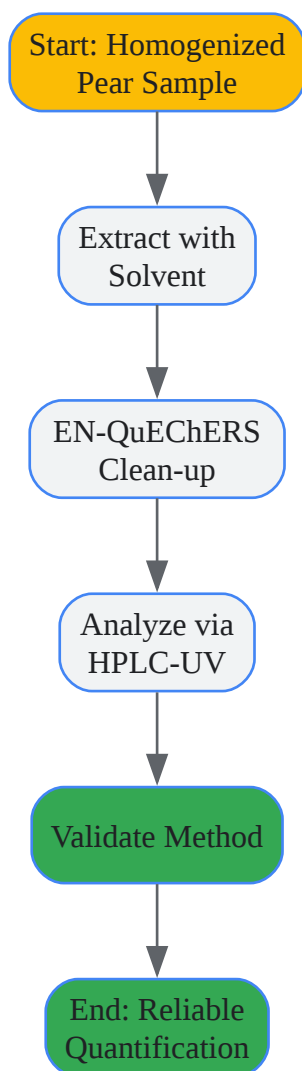 Start: Homogenized
Pear Sample
Extract with
Solvent
EN-QuEChERS
Clean-up
Analyze via
HPLC-UV
Validate Method
End: Reliable
Quantification